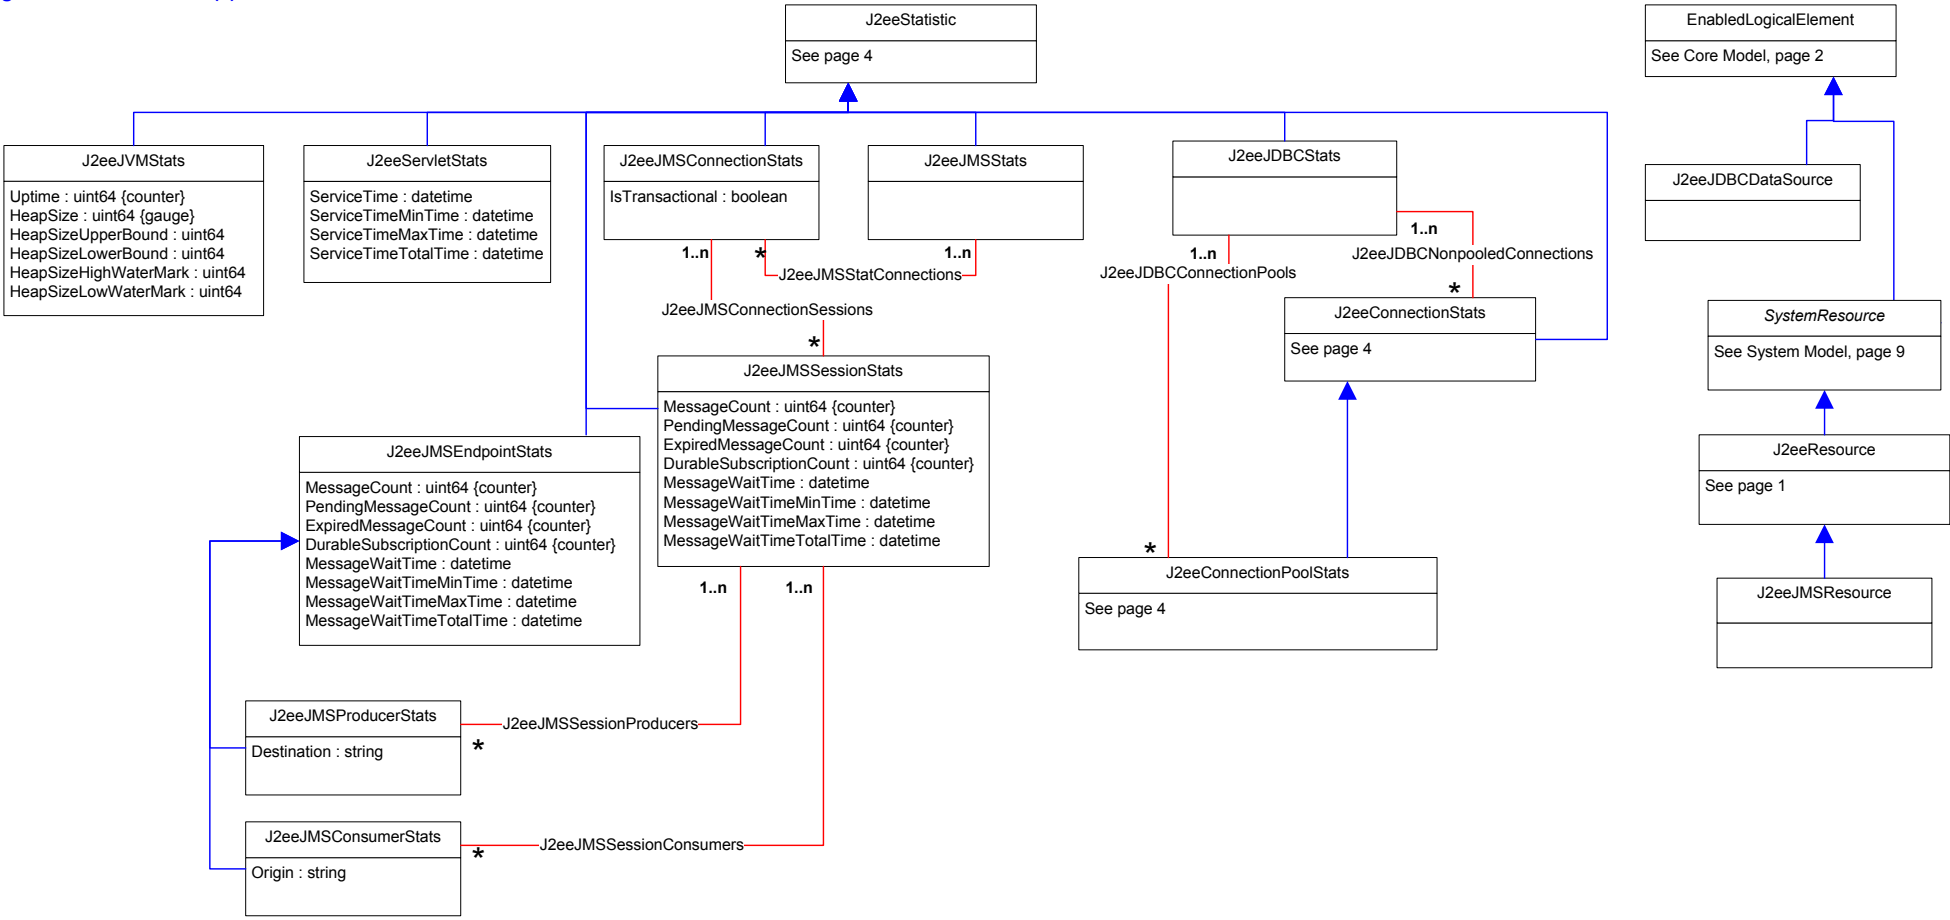 J2eeStatistic
See page 4
EnabledLogicalElement
See Core Model, page 2
J2eeJVMStats
Uptime : uint64 {counter}
HeapSize : uint64 {gauge}
HeapSizeUpperBound : uint64
HeapSizeLowerBound : uint64
HeapSizeHighWaterMark : uint64
HeapSizeLowWaterMark : uint64
J2eeServletStats
ServiceTime : datetime
ServiceTimeMinTime : datetime
ServiceTimeMaxTime : datetime
ServiceTimeTotalTime : datetime
J2eeJMSConnectionStats
IsTransactional : boolean
J2eeJMSStats
J2eeJDBCStats
J2eeJDBCDataSource
1..n
*
1..n
J2eeJMSStatConnections
1..n
J2eeJDBCConnectionPools
1..n
J2eeJDBCNonpooledConnections
*
J2eeJMSConnectionSessions
*
J2eeConnectionStats
See page 4
SystemResource
See System Model, page 9
J2eeJMSSessionStats
MessageCount : uint64 {counter}
PendingMessageCount : uint64 {counter}
ExpiredMessageCount : uint64 {counter}
DurableSubscriptionCount : uint64 {counter}
MessageWaitTime : datetime
MessageWaitTimeMinTime : datetime
MessageWaitTimeMaxTime : datetime
MessageWaitTimeTotalTime : datetime
J2eeJMSEndpointStats
MessageCount : uint64 {counter}
PendingMessageCount : uint64 {counter}
ExpiredMessageCount : uint64 {counter}
DurableSubscriptionCount : uint64 {counter}
MessageWaitTime : datetime
MessageWaitTimeMinTime : datetime
MessageWaitTimeMaxTime : datetime
MessageWaitTimeTotalTime : datetime
J2eeResource
See page 1
*
J2eeConnectionPoolStats
See page 4
J2eeJMSResource
1..n
1..n
J2eeJMSProducerStats
Destination : string
J2eeJMSSessionProducers
*
J2eeJMSConsumerStats
Origin : string
J2eeJMSSessionConsumers
*